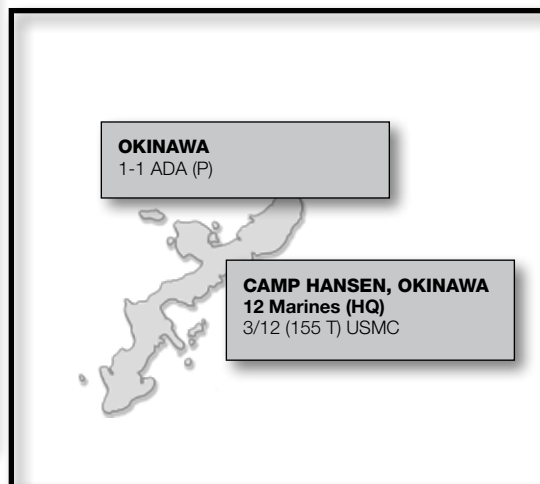 OKINAWA
1-1 ADA (P)
CAMP HANSEN, OKINAWA
12 Marines (HQ)
3/12 (155 T) USMC